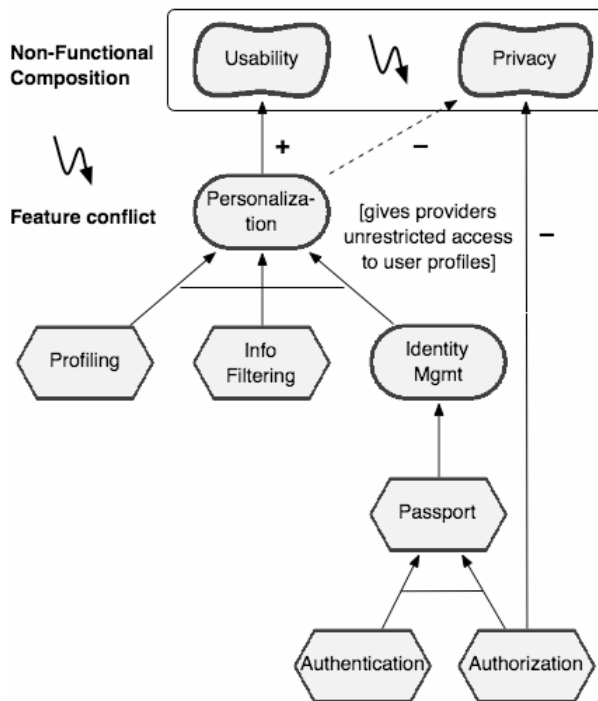 Non-Functional
Composition
Usability
Privacy
+
–
Feature conflict
Personaliza-
tion
[gives providers
unrestricted access
to user profiles]
–
Profiling
Info
Filtering
Identity
Mgmt
Passport
Authentication
Authorization